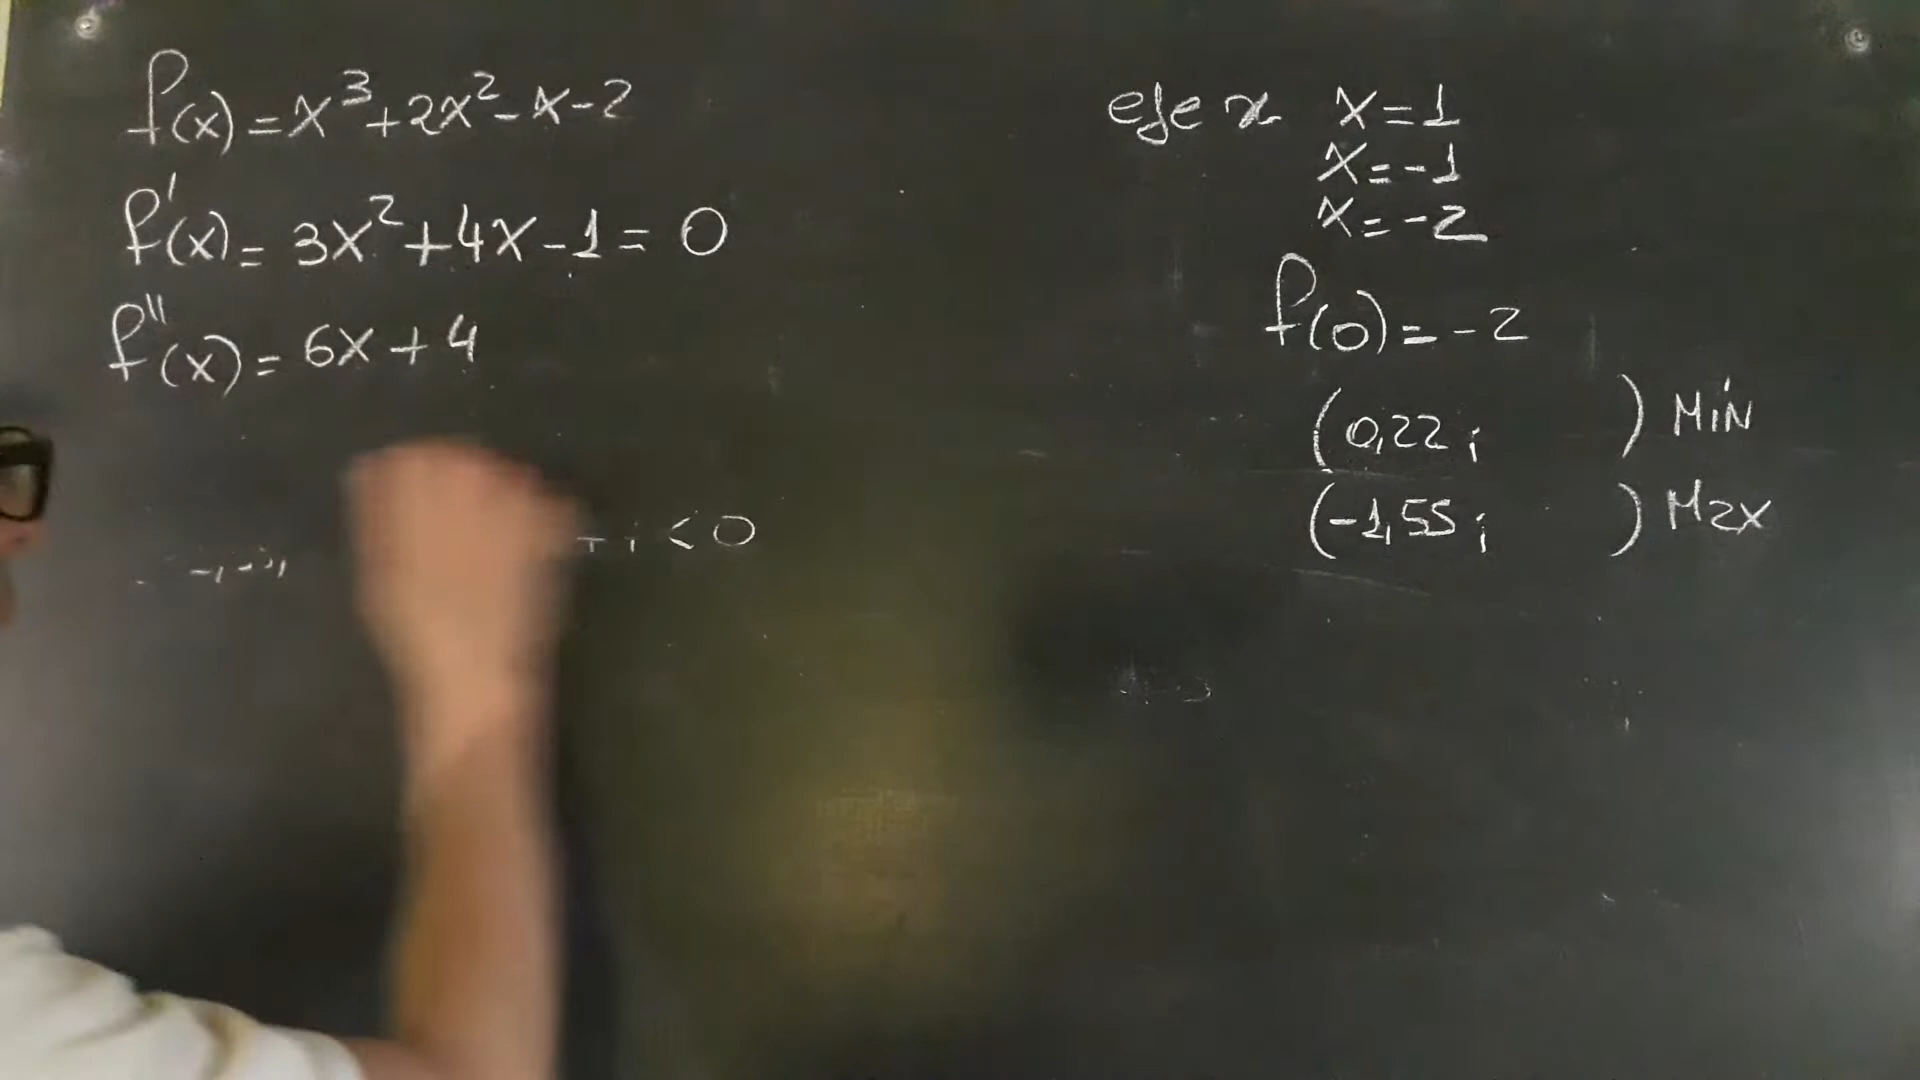 f(x) = x³ + 2x² - x - 2
f'(x) = 3x² + 4x - 1 = 0
f''(x) = 6x + 4
< 0
eje x x = 1
x = -1
x = -2
f(0) = -2
(0,22 ; ) MiN
(-1,55 ; ) Max